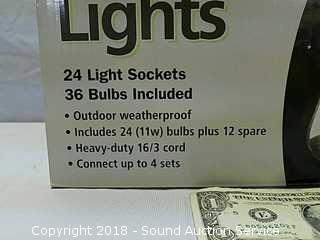 Lights
24 Light Sockets
36 Bulbs Included
• Outdoor weatherproof
• Includes 24 (11w) bulbs plus 12 spare
• Heavy-duty 16/3 cord
• Connect up to 4 sets
Copyright 2018 - Sound Auction Service